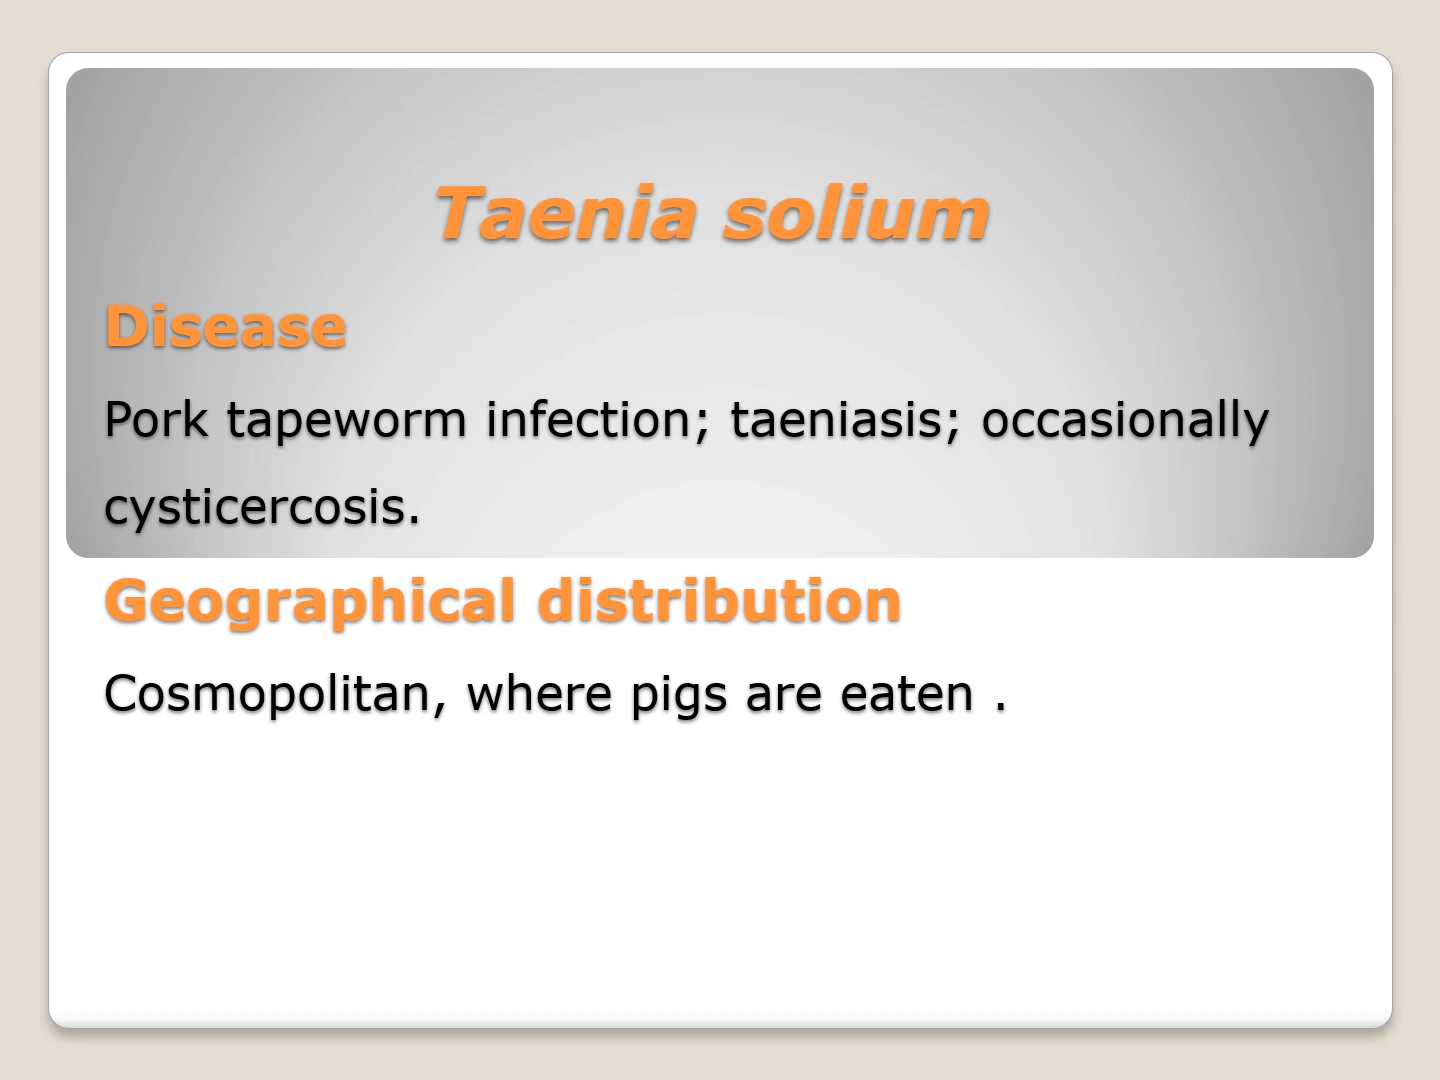 Taenia solium
Disease
Pork tapeworm infection; taeniasis; occasionally
cysticercosis.
Geographical distribution
Cosmopolitan, where pigs are eaten .